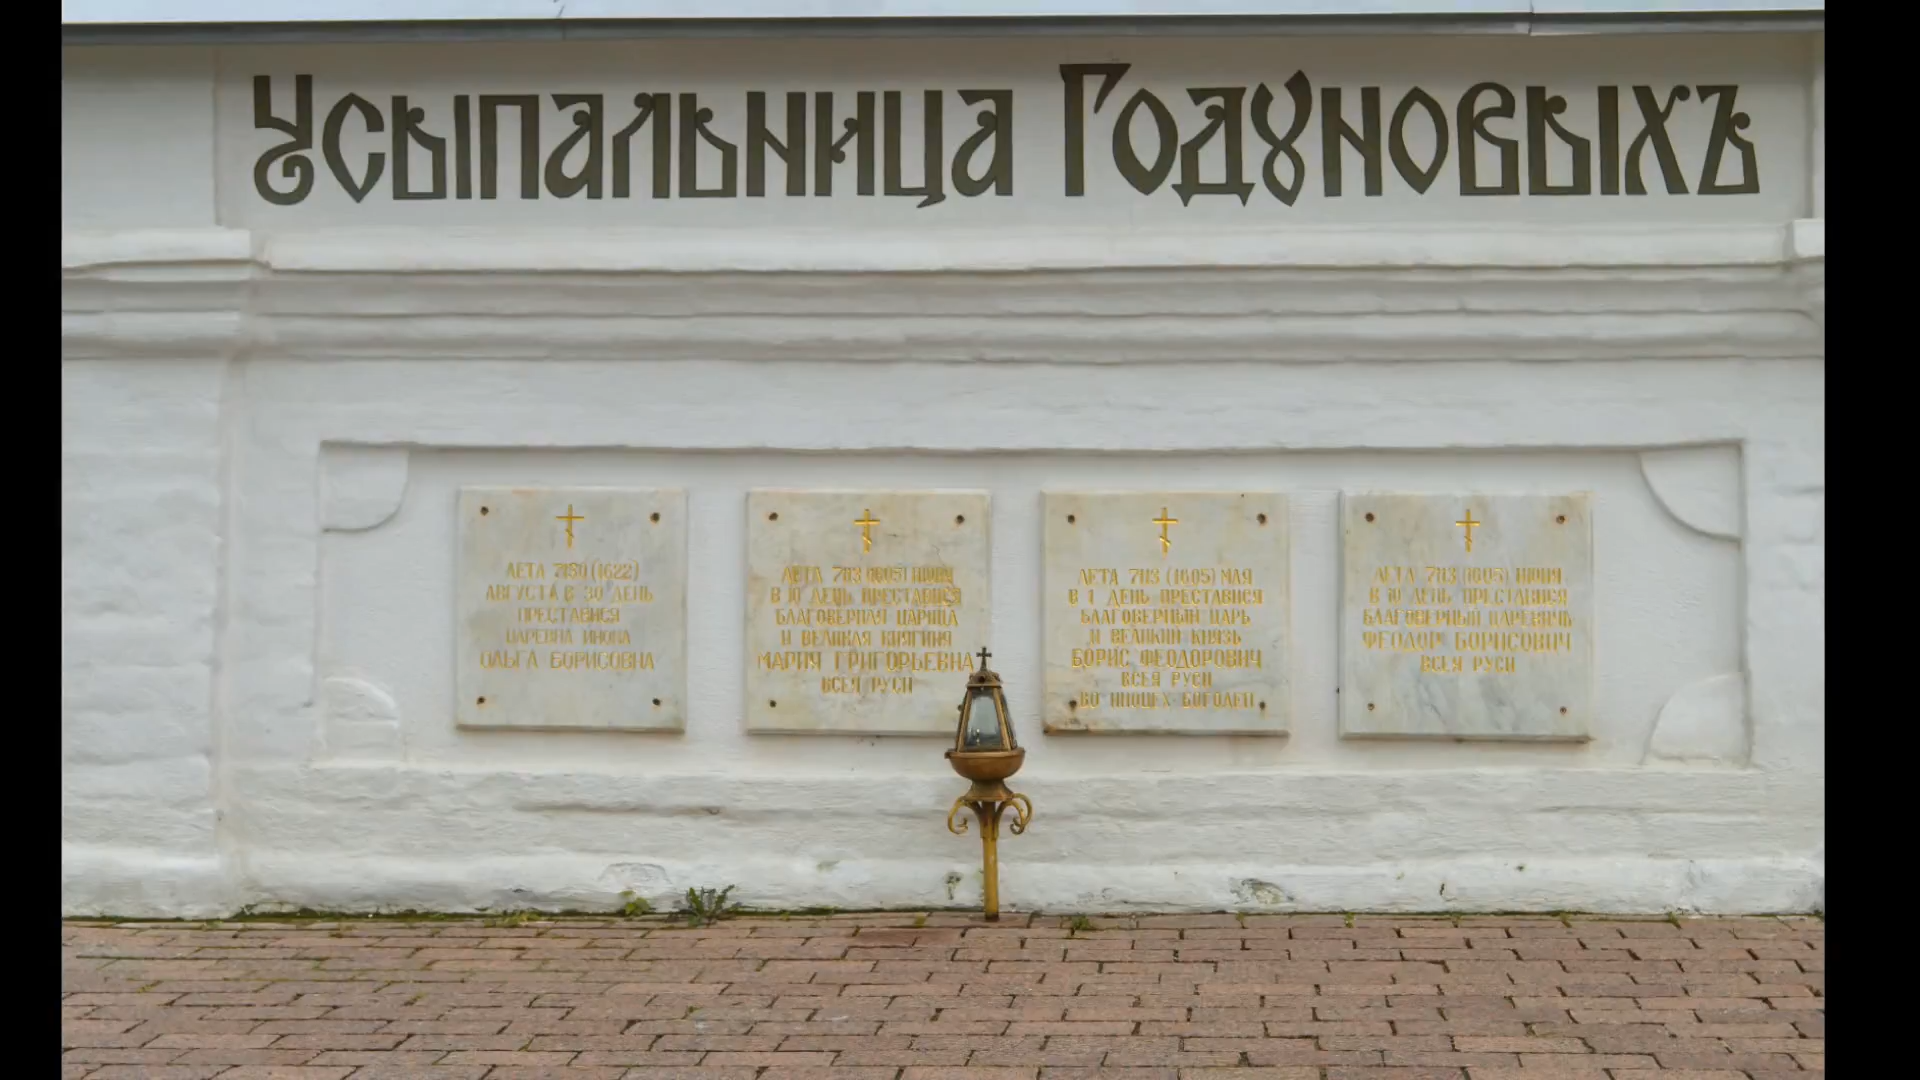 Усыпальница Годуновыхъ
ЛЕТА 7130 (1622)
АВГУСТА В 30 ДЕНЬ
ПРЕСТАВИСЯ
ЦАРЕВНА ИНОКА
ОЛЬГА БОРИСОВНА
ЛЕТА 7113 (1605) ИЮНЯ
В 10 ДЕНЬ ПРЕСТАВИСЯ
БЛАГОВЕРНАЯ ЦАРИЦА
И ВЕЛИКАЯ КНЯГИНЯ
МАРИЯ ГРИГОРЬЕВНА
ВСЕЯ РУСИ
ЛЕТА 7113 (1605) МАЯ
В 1 ДЕНЬ ПРЕСТАВИСЯ
БЛАГОВЕРНЫЙ ЦАРЬ
И ВЕЛИКИЙ КНЯЗЬ
БОРИС ФЕОДОРОВИЧ
ВСЕЯ РУСИ
ВО ИНОЦЕХ БОГОЛЕП
ЛЕТА 7113 (1605) ИЮНЯ
В 10 ДЕНЬ ПРЕСТАВИСЯ
БЛАГОВЕРНЫЙ ЦАРЕВИЧЬ
ФЕОДОР БОРИСОВИЧ
ВСЕЯ РУСИ